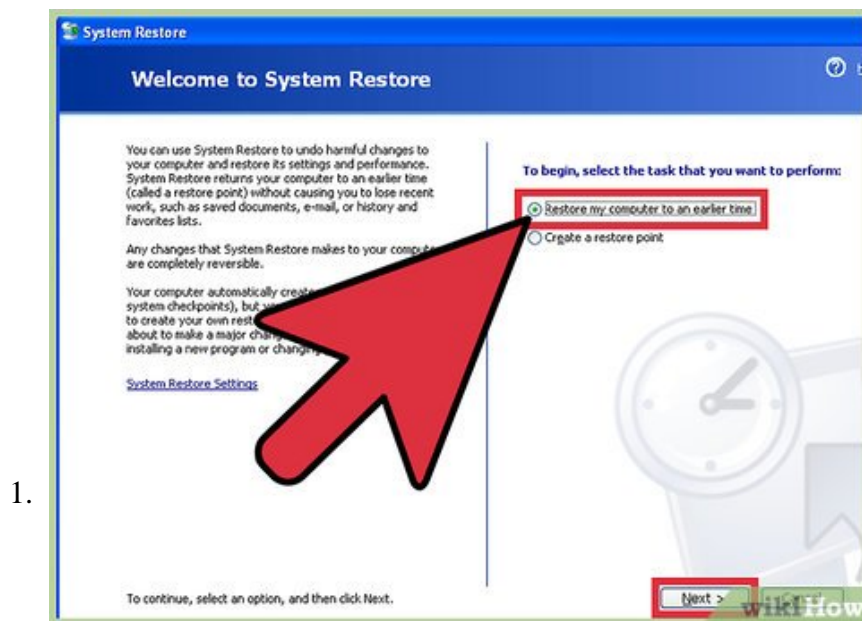 System Restore
Welcome to System Restore
You can use System Restore to undo harmful changes to
your computer and restore its settings and performance.
System Restore returns your computer to an earlier time
(called a restore point) without causing you to lose recent
work, such as saved documents, e-mail, or history and
favorites lists.
Any changes that System Restore makes to your
are completely reversible.
Your computer automatically
system checkpoints), but
to create your own
about to make a major
installing a new program or
System Restore Settings
To begin, select the task that you want to perform:
Restore my computer to an earlier time
Create a restore point
1.
To continue, select an option, and then click Next.
Next >
wikiHow